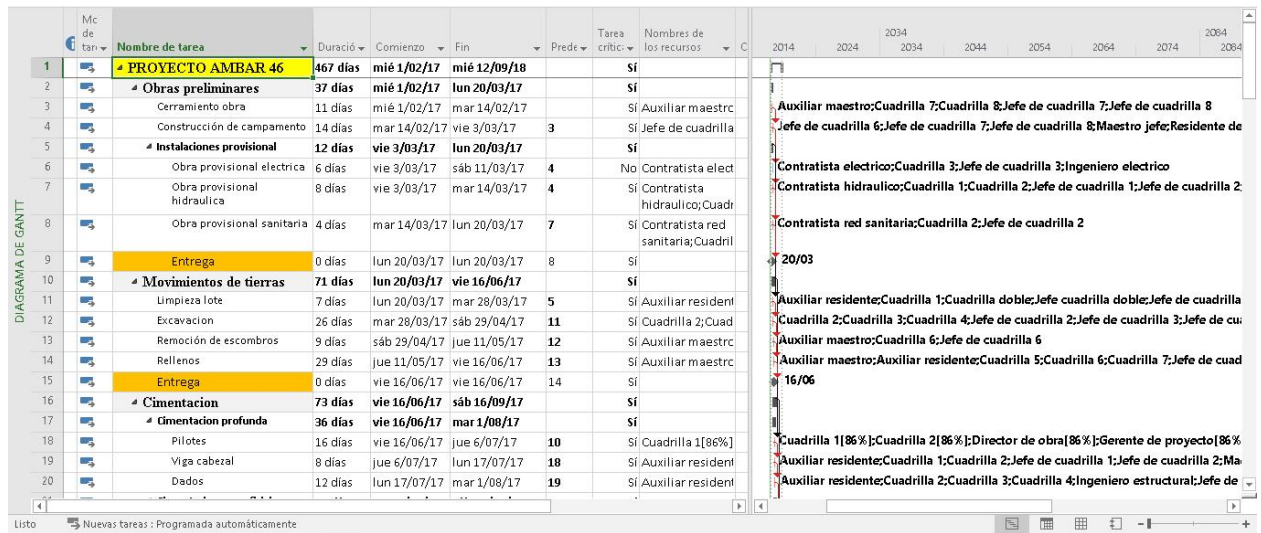 Mc
de
tare
Nombre de tarea Duració Comienzo Fin Prede
Tarea
crític:
Nombres de
los recursos
C
2034 2084
2014 2024 2034 2044 2054 2064 2074 2084
DIAGRAMA DE GANTT
1 PROYECTO AMBAR 46 467 días mié 1/02/17 mié 12/09/18 Sí
2 Obras preliminares 37 días mié 1/02/17 lun 20/03/17 Sí
3 Cerramiento obra 11 días mié 1/02/17 mar 14/02/17 Sí Auxiliar maestro Auxiliar maestro;Cuadrilla 7;Cuadrilla 8;Jefe de cuadrilla 7;Jefe de cuadrilla 8
4 Construcción de campamento 14 días mar 14/02/17 vie 3/03/17 3 Sí Jefe de cuadrilla Jefe de cuadrilla 6;Jefe de cuadrilla 7;Jefe de cuadrilla 8;Maestro jefe;Residente de
5 Instalaciones provisional 12 días vie 3/03/17 lun 20/03/17 Sí
6 Obra provisional electrica 6 días vie 3/03/17 sáb 11/03/17 4 No Contratista elect Contratista electrico;Cuadrilla 3;Jefe de cuadrilla 3;Ingeniero electrico
7 Obra provisional 8 días vie 3/03/17 mar 14/03/17 4 Sí Contratista Contratista hidraulico;Cuadrilla 1;Cuadrilla 2;Jefe de cuadrilla 1;Jefe de cuadrilla 2;
hidraulica hidraulico;Cuadr
8 Obra provisional sanitaria 4 días mar 14/03/17 lun 20/03/17 7 Sí Contratista red Contratista red sanitaria;Cuadrilla 2;Jefe de cuadrilla 2
sanitaria;Cuadril
9 Entrega 0 días lun 20/03/17 lun 20/03/17 8 Sí 20/03
10 Movimientos de tierras 71 días lun 20/03/17 vie 16/06/17 Sí
11 Limpieza lote 7 días lun 20/03/17 mar 28/03/17 5 Sí Auxiliar resident Auxiliar residente;Cuadrilla 1;Cuadrilla doble;Jefe cuadrilla doble;Jefe de cuadrilla
12 Excavacion 26 días mar 28/03/17 sáb 29/04/17 11 Sí Cuadrilla 2;Cuad Cuadrilla 2;Cuadrilla 3;Cuadrilla 4;Jefe de cuadrilla 2;Jefe de cuadrilla 3;Jefe de cua
13 Remoción de escombros 9 días sáb 29/04/17 jue 11/05/17 12 Sí Auxiliar maestro Auxiliar maestro;Cuadrilla 6;Jefe de cuadrilla 6
14 Rellenos 29 días jue 11/05/17 vie 16/06/17 13 Sí Auxiliar maestro Auxiliar maestro;Auxiliar residente;Cuadrilla 5;Cuadrilla 6;Cuadrilla 7;Jefe de cuad
15 Entrega 0 días vie 16/06/17 vie 16/06/17 14 Sí 16/06
16 Cimentacion 73 días vie 16/06/17 sáb 16/09/17 Sí
17 Cimentacion profunda 36 días vie 16/06/17 mar 1/08/17 Sí
18 Pilotes 16 días vie 16/06/17 jue 6/07/17 10 Sí Cuadrilla 1[86%] Cuadrilla 1[86%];Cuadrilla 2[86%];Director de obra[86%];Gerente de proyecto[86%
19 Viga cabezal 8 días jue 6/07/17 lun 17/07/17 18 Sí Auxiliar resident Auxiliar residente;Cuadrilla 1;Cuadrilla 2;Jefe de cuadrilla 1;Jefe de cuadrilla 2;Ma
20 Dados 12 días lun 17/07/17 mar 1/08/17 19 Sí Auxiliar resident Auxiliar residente;Cuadrilla 2;Cuadrilla 3;Cuadrilla 4;Ingeniero estructural;Jefe de
Listo Nuevas tareas : Programada automáticamente